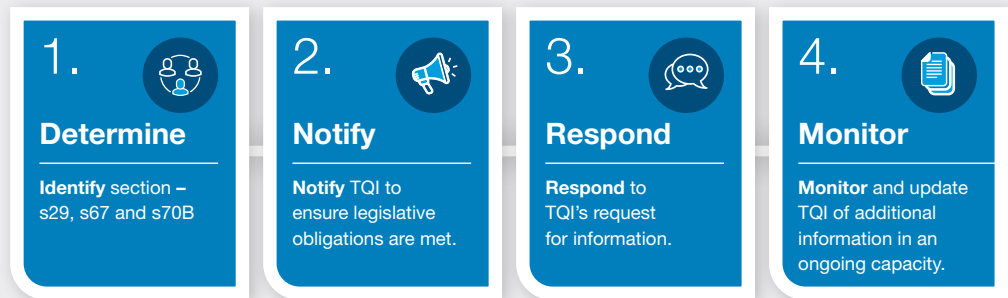 1.
Determine
Identify section –
s29, s67 and s70B
2.
Notify
Notify TQI to
ensure legislative
obligations are met.
3.
Respond
Respond to
TQI's request
for information.
4.
Monitor
Monitor and update
TQI of additional
information in an
ongoing capacity.